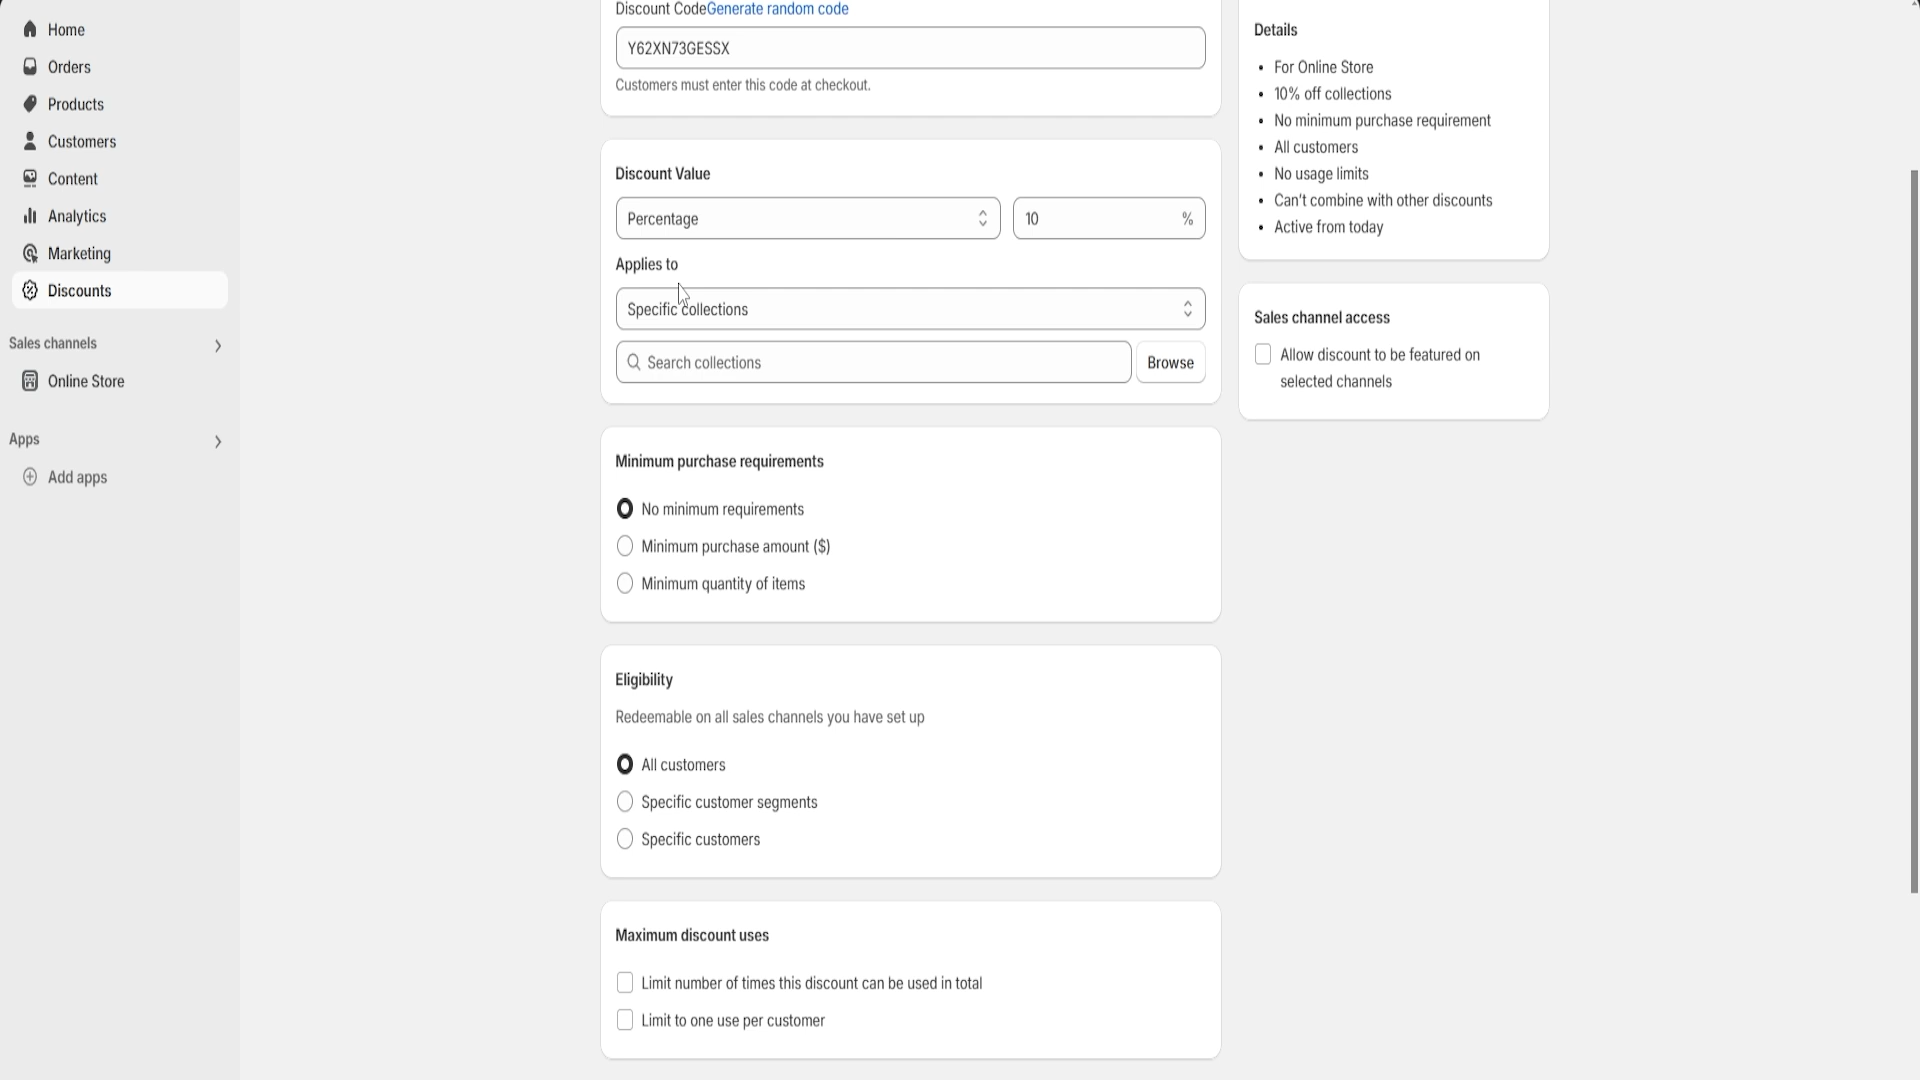 Home
Orders
Products
Customers
Content
Analytics
Marketing
Discounts
Sales channels
Online Store
Apps
Add apps
Discount CodeGenerate random code
Y62XN73GESSX
Customers must enter this code at checkout.
Discount Value
Percentage
10 %
Applies to
Specific collections
Search collections
Browse
Minimum purchase requirements
No minimum requirements
Minimum purchase amount ($)
Minimum quantity of items
Eligibility
Redeemable on all sales channels you have set up
All customers
Specific customer segments
Specific customers
Maximum discount uses
Limit number of times this discount can be used in total
Limit to one use per customer
Details
• For Online Store
• 10% off collections
• No minimum purchase requirement
• All customers
• No usage limits
• Can't combine with other discounts
• Active from today
Sales channel access
Allow discount to be featured on
selected channels